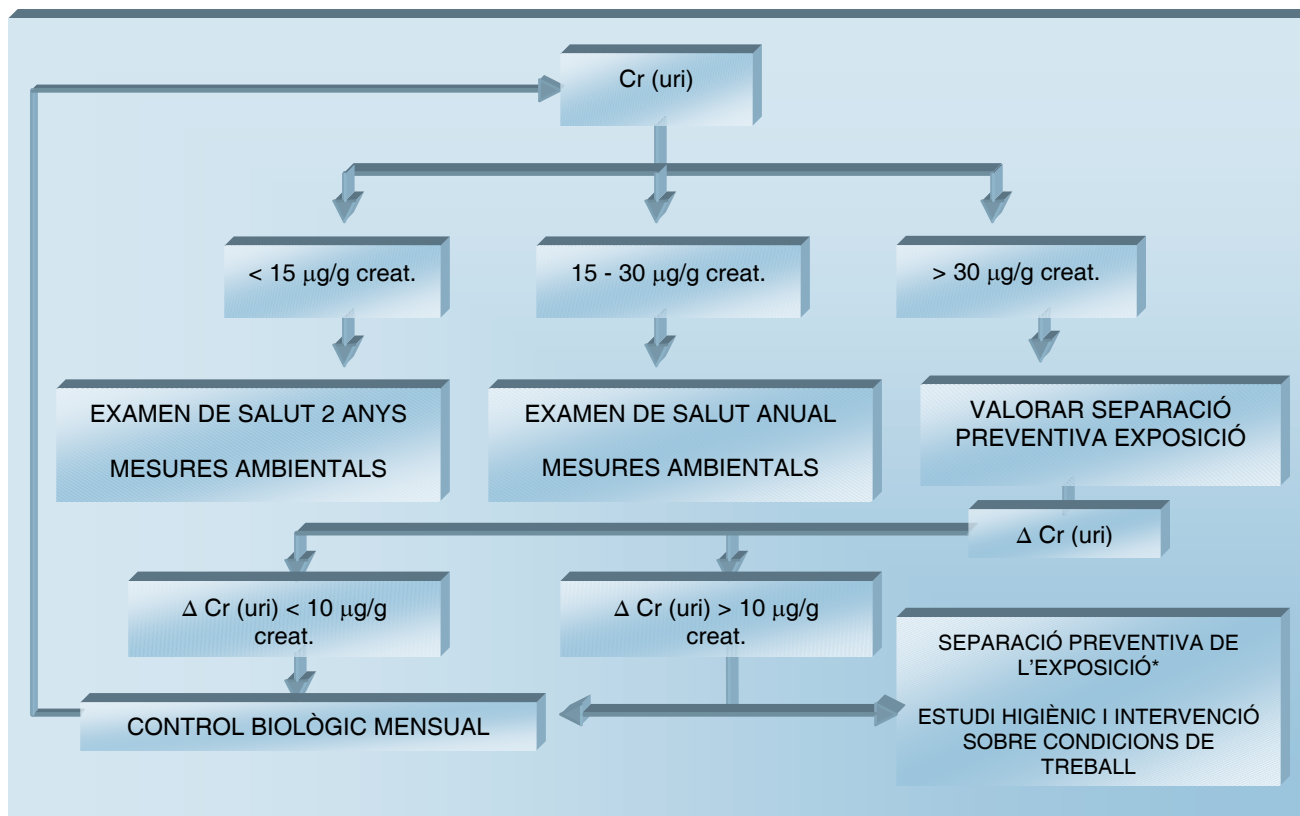 Cr (uri)
< 15 μg/g creat.
15 - 30 μg/g creat.
> 30 μg/g creat.
EXAMEN DE SALUT 2 ANYS
MESURES AMBIENTALS
EXAMEN DE SALUT ANUAL
MESURES AMBIENTALS
VALORAR SEPARACIÓ
PREVENTIVA EXPOSICIÓ
Δ Cr (uri)
Δ Cr (uri) < 10 μg/g
creat.
Δ Cr (uri) > 10 μg/g
creat.
SEPARACIÓ PREVENTIVA DE
L’EXPOSICIÓ*
ESTUDI HIGIÈNIC I INTERVENCIÓ
SOBRE CONDICIONS DE
TREBALL
CONTROL BIOLÒGIC MENSUAL